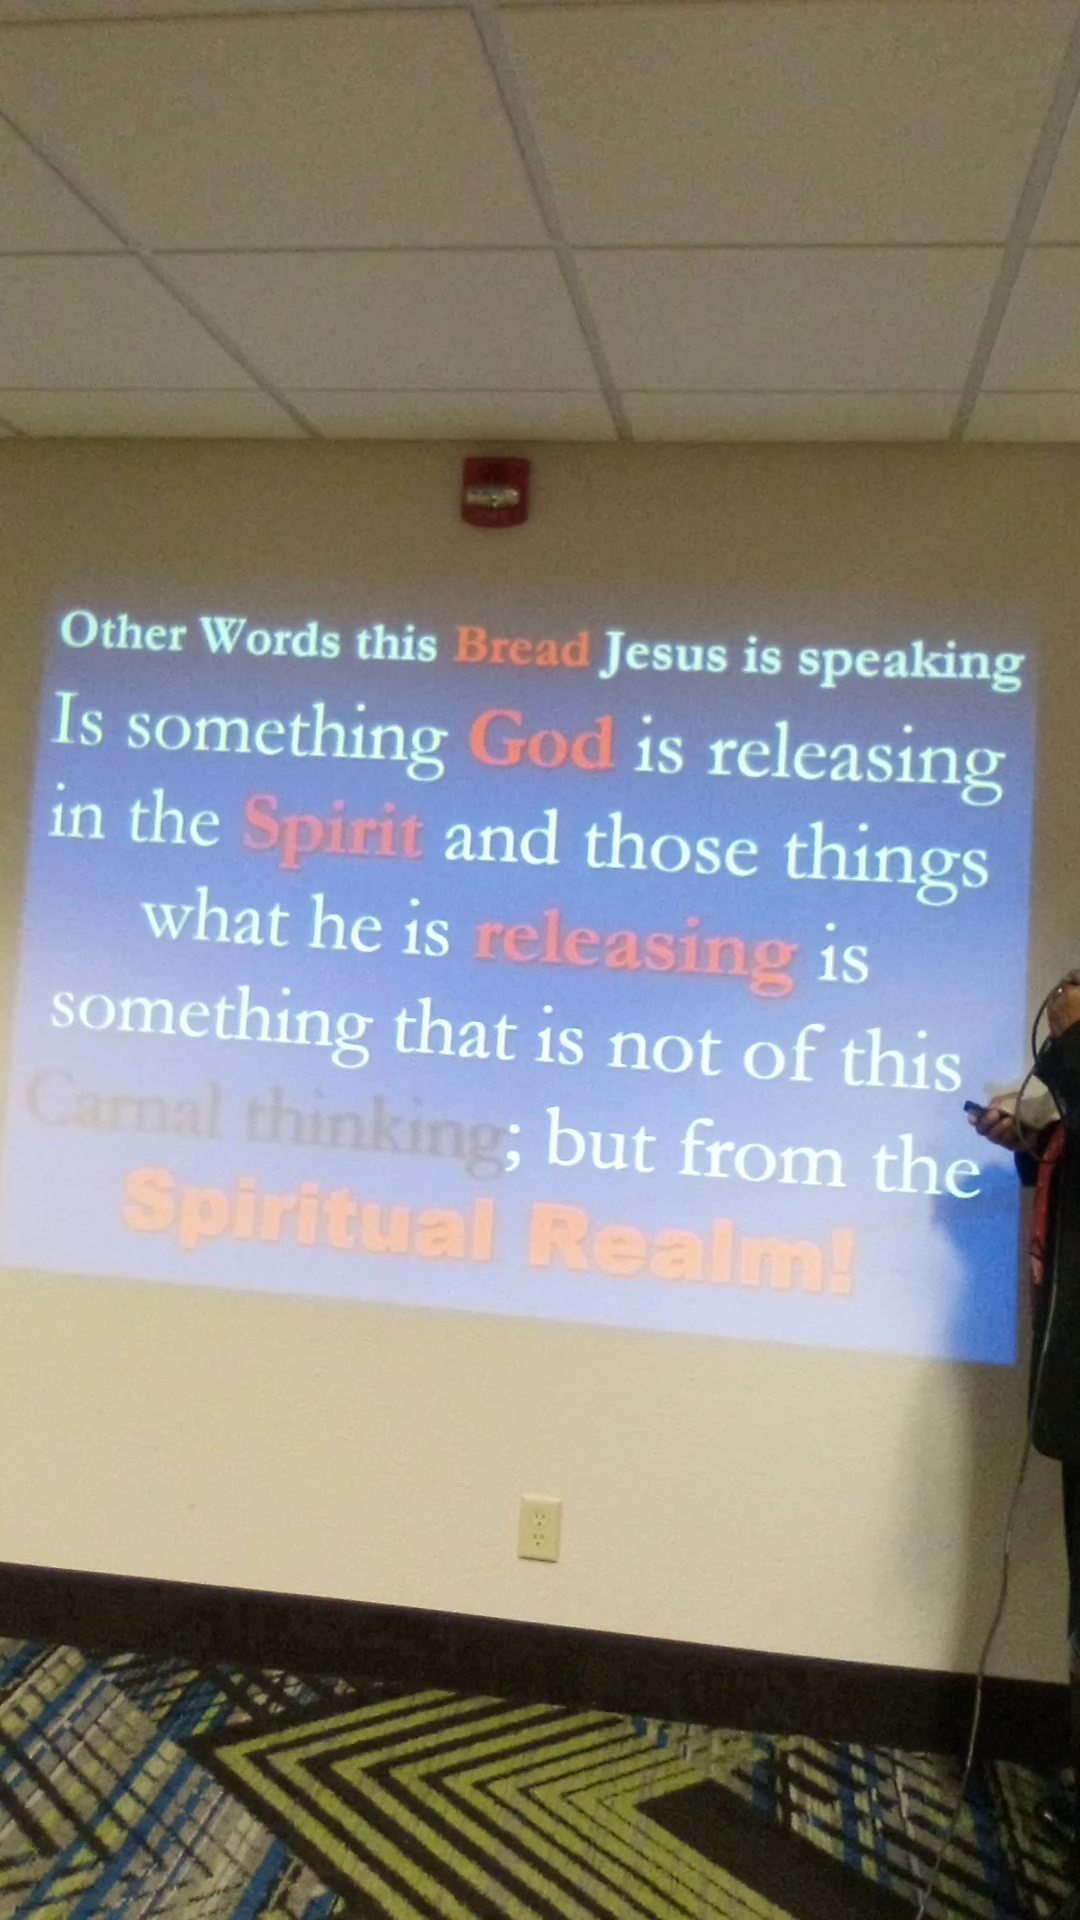 Other Words this Bread Jesus is speaking
Is something God is releasing
in the Spirit and those things
what he is releasing is
something that is not of this
Carnal thinking; but from the
Spiritual Realm!